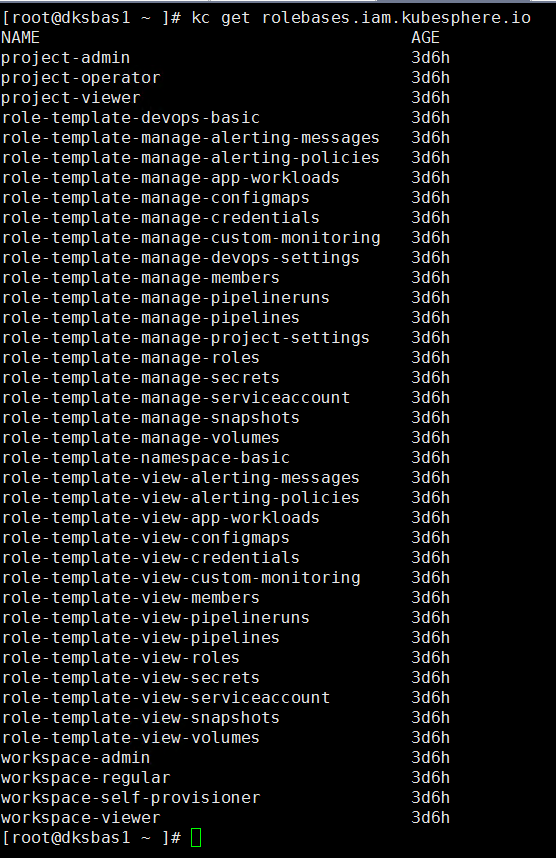 [root@dksbas1 ~ ]# kc get rolebases.iam.kubesphere.io
NAME AGE
project-admin 3d6h
project-operator 3d6h
project-viewer 3d6h
role-template-devops-basic 3d6h
role-template-manage-alerting-messages 3d6h
role-template-manage-alerting-policies 3d6h
role-template-manage-app-workloads 3d6h
role-template-manage-configmaps 3d6h
role-template-manage-credentials 3d6h
role-template-manage-custom-monitoring 3d6h
role-template-manage-devops-settings 3d6h
role-template-manage-members 3d6h
role-template-manage-pipelineruns 3d6h
role-template-manage-pipelines 3d6h
role-template-manage-project-settings 3d6h
role-template-manage-roles 3d6h
role-template-manage-secrets 3d6h
role-template-manage-serviceaccount 3d6h
role-template-manage-snapshots 3d6h
role-template-manage-volumes 3d6h
role-template-namespace-basic 3d6h
role-template-view-alerting-messages 3d6h
role-template-view-alerting-policies 3d6h
role-template-view-app-workloads 3d6h
role-template-view-configmaps 3d6h
role-template-view-credentials 3d6h
role-template-view-custom-monitoring 3d6h
role-template-view-members 3d6h
role-template-view-pipelineruns 3d6h
role-template-view-pipelines 3d6h
role-template-view-roles 3d6h
role-template-view-secrets 3d6h
role-template-view-serviceaccount 3d6h
role-template-view-snapshots 3d6h
role-template-view-volumes 3d6h
workspace-admin 3d6h
workspace-regular 3d6h
workspace-self-provisioner 3d6h
workspace-viewer 3d6h
[root@dksbas1 ~ ]#